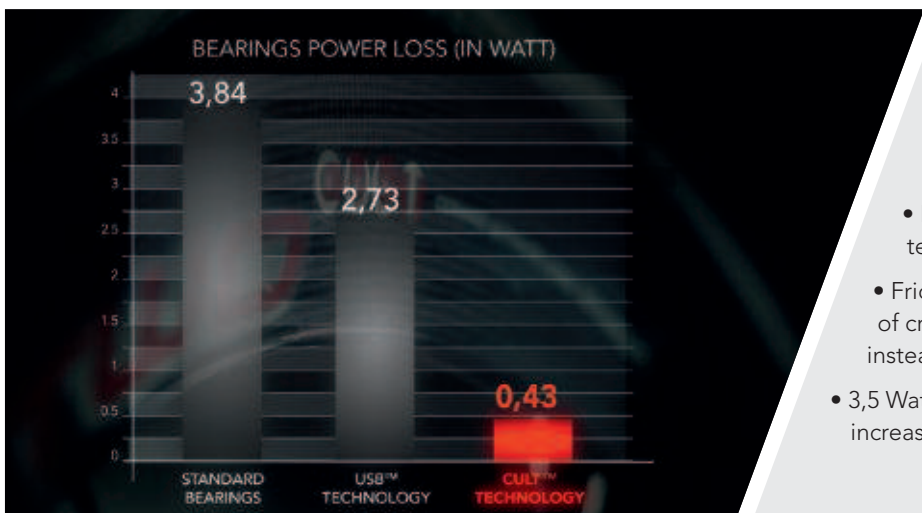 BEARINGS POWER LOSS (IN WATT)
4
3,84
3.5
3
2,73
2.5
2
1.5
1
0,43
0.5
0
STANDARD
BEARINGS
USB™
TECHNOLOGY
CULT™
TECHNOLOGY
•
te
• Fric
of cr
instea
• 3,5 Wat
increas